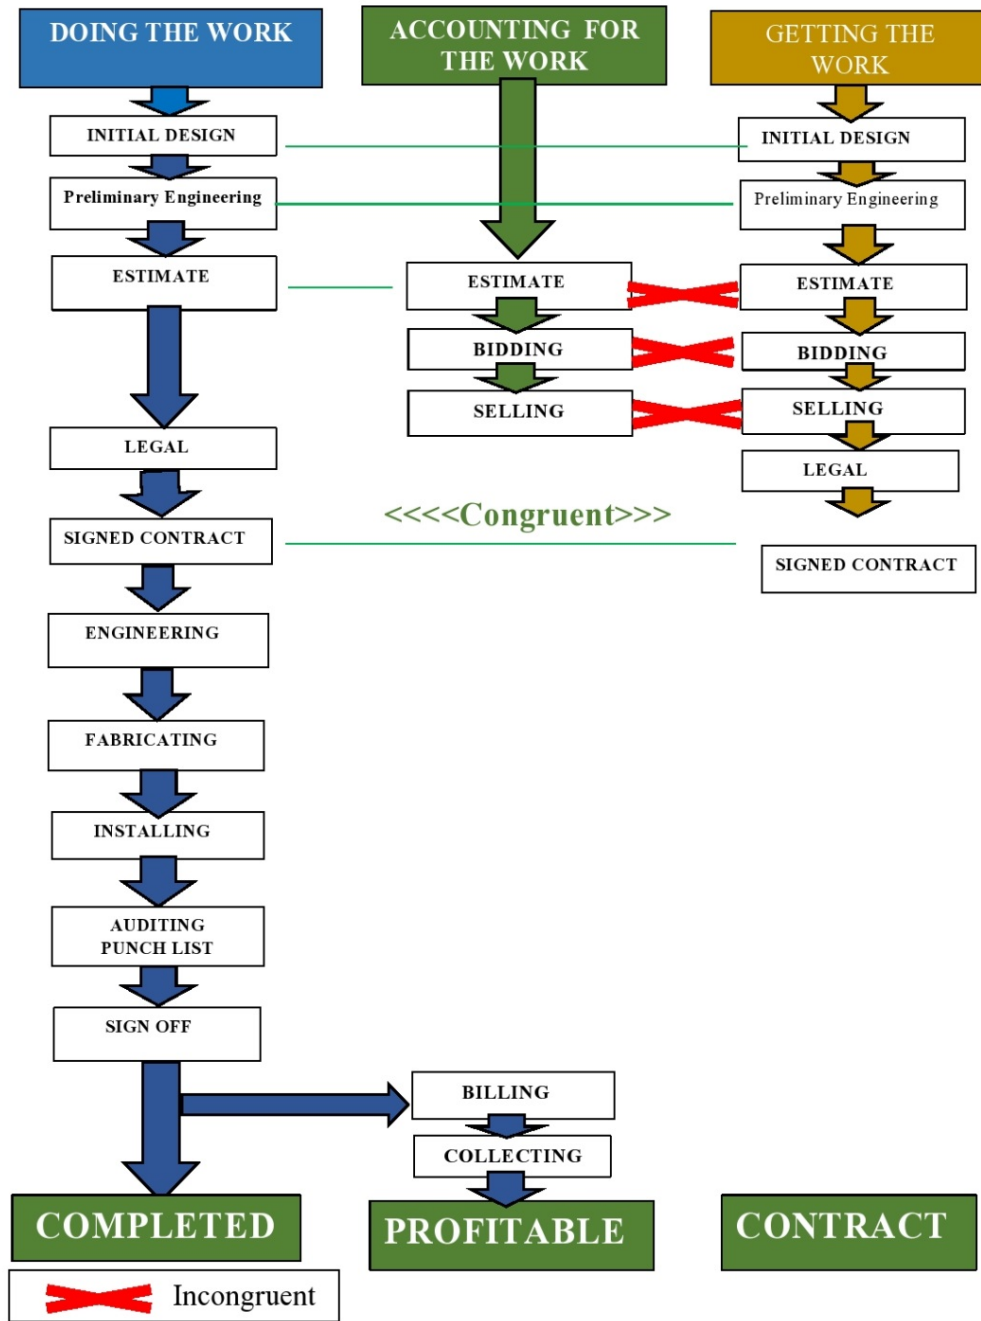 DOING THE WORK
INITIAL DESIGN
Preliminary Engineering
ESTIMATE
LEGAL
SIGNED CONTRACT
ENGINEERING
FABRICATING
INSTALLING
AUDITING
PUNCH LIST
SIGN OFF
COMPLETED
ACCOUNTING FOR
THE WORK
ESTIMATE
BIDDING
SELLING
<<<<Congruent>>>
BILLING
COLLECTING
PROFITABLE
GETTING THE
WORK
INITIAL DESIGN
Preliminary Engineering
ESTIMATE
BIDDING
SELLING
LEGAL
SIGNED CONTRACT
CONTRACT
Incongruent